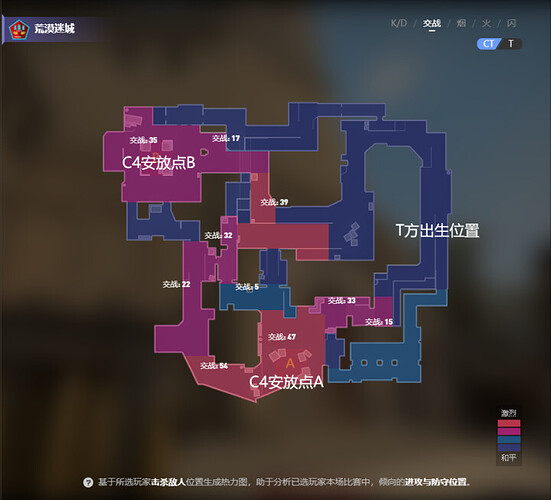 荒漠迷城
K/D / 交战 / 烟 / 火 / 闪
CT T
交战: 35
交战: 17
C4安放点B
交战: 39
T方出生位置
交战: 32
交战: 22
交战: 5
交战: 33
交战: 15
交战: 47
交战: 54
A
C4安放点A
激烈
和平
? 基于所选玩家击杀敌人位置生成热力图，助于分析已选玩家本场比赛中，倾向的进攻与防守位置。